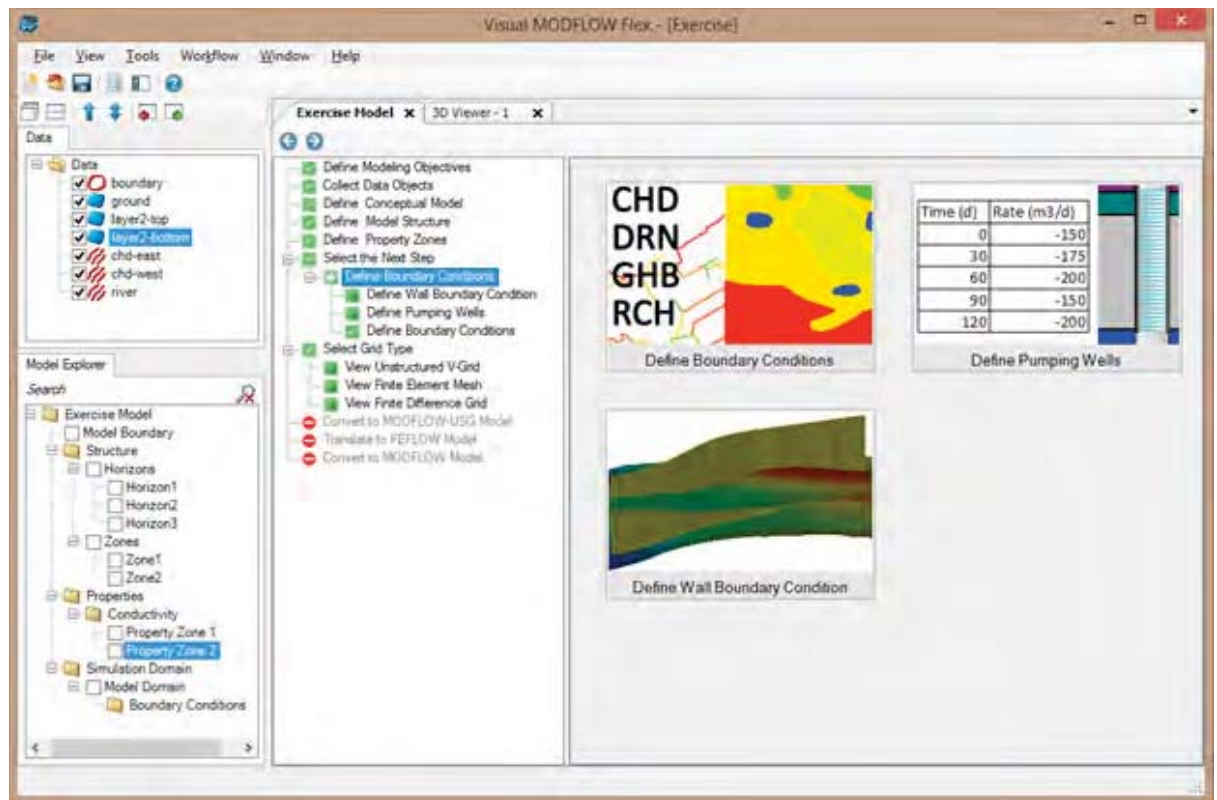 Visual MODFLOW Flex - [Exercise]
File View Tools Workflow Window Help
Exercise Model
3D Viewer - 1
Data
Data
boundary
ground
layer2-top
layer2-bottom
chd-east
chd-west
river
Model Explorer
Search
Exercise Model
Model Boundary
Structure
Horizons
Horizon1
Horizon2
Horizon3
Zones
Zone1
Zone2
Properties
Conductivity
Property Zone 1
Property Zone 2
Simulation Domain
Model Domain
Boundary Conditions
Define Modeling Objectives
Collect Data Objects
Define Conceptual Model
Define Model Structure
Define Property Zones
Select the Next Step
Define Boundary Conditions
Define Wall Boundary Condition
Define Pumping Wells
Define Boundary Conditions
Select Grid Type
View Unstructured V-Grid
View Finite Element Mesh
View Finite Difference Grid
Convert to MODFLOW-USG Model
Translate to FEFLOW Model
Convert to MODFLOW Model
CHD
DRN
GHB
RCH
Define Boundary Conditions
Time (d) Rate (m3/d)
0 -150
30 -175
60 -200
90 -150
120 -200
Define Pumping Wells
Define Wall Boundary Condition